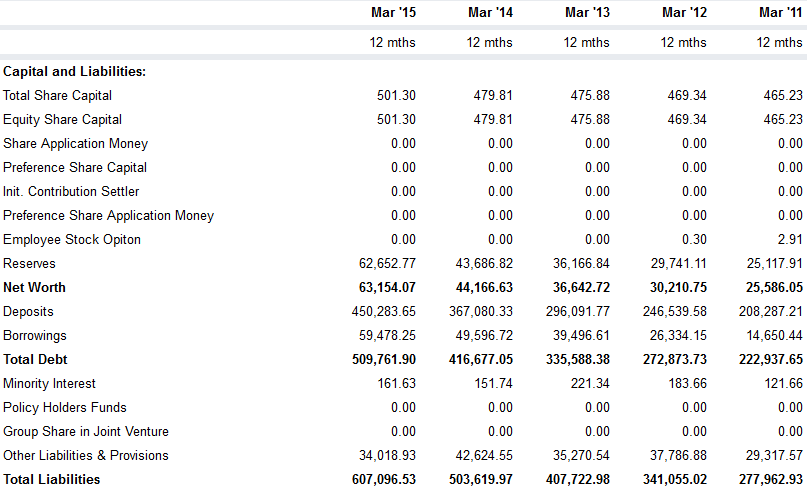 Mar '15 Mar '14 Mar '13 Mar '12 Mar '11
12 mths 12 mths 12 mths 12 mths 12 mths
Capital and Liabilities:
Total Share Capital 501.30 479.81 475.88 469.34 465.23
Equity Share Capital 501.30 479.81 475.88 469.34 465.23
Share Application Money 0.00 0.00 0.00 0.00 0.00
Preference Share Capital 0.00 0.00 0.00 0.00 0.00
Init. Contribution Settler 0.00 0.00 0.00 0.00 0.00
Preference Share Application Money 0.00 0.00 0.00 0.00 0.00
Employee Stock Opiton 0.00 0.00 0.00 0.30 2.91
Reserves 62,652.77 43,686.82 36,166.84 29,741.11 25,117.91
Net Worth 63,154.07 44,166.63 36,642.72 30,210.75 25,586.05
Deposits 450,283.65 367,080.33 296,091.77 246,539.58 208,287.21
Borrowings 59,478.25 49,596.72 39,496.61 26,334.15 14,650.44
Total Debt 509,761.90 416,677.05 335,588.38 272,873.73 222,937.65
Minority Interest 161.63 151.74 221.34 183.66 121.66
Policy Holders Funds 0.00 0.00 0.00 0.00 0.00
Group Share in Joint Venture 0.00 0.00 0.00 0.00 0.00
Other Liabilities & Provisions 34,018.93 42,624.55 35,270.54 37,786.88 29,317.57
Total Liabilities 607,096.53 503,619.97 407,722.98 341,055.02 277,962.93